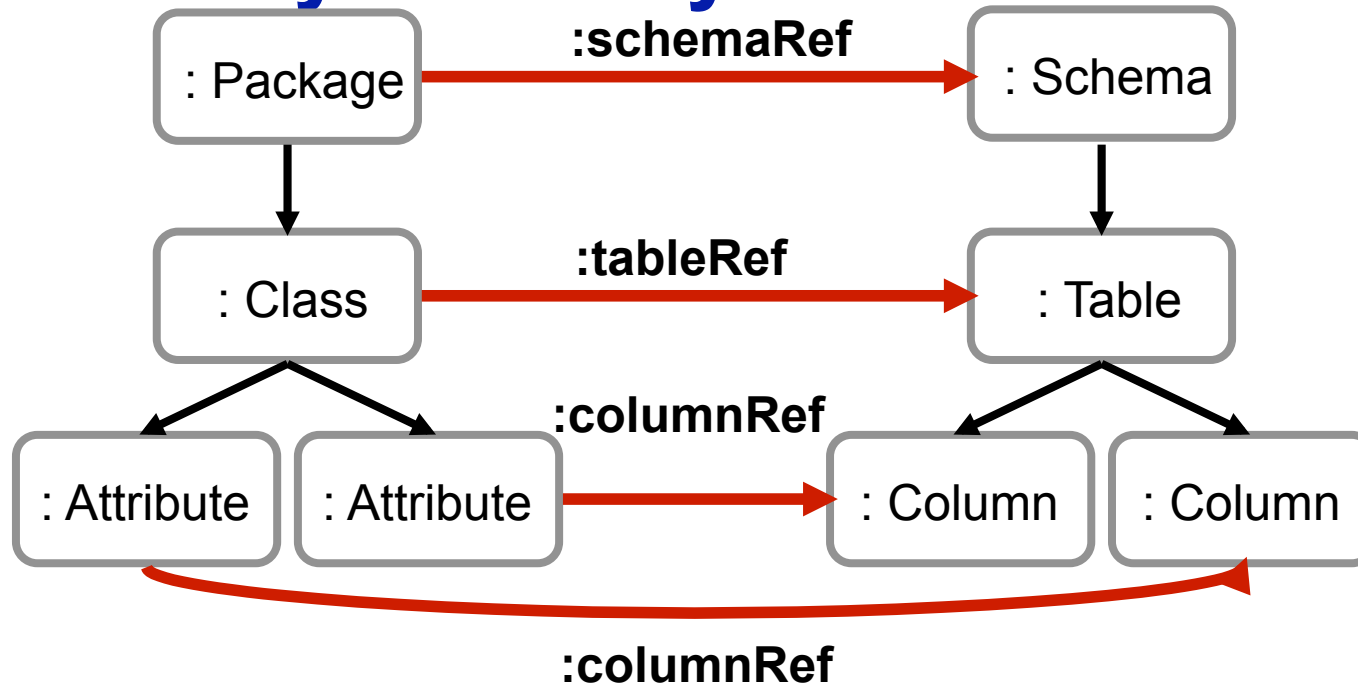 :schemaRef
: Package
: Schema
:tableRef
: Class
: Table
:columnRef
: Attribute
: Attribute
: Column
: Column
:columnRef